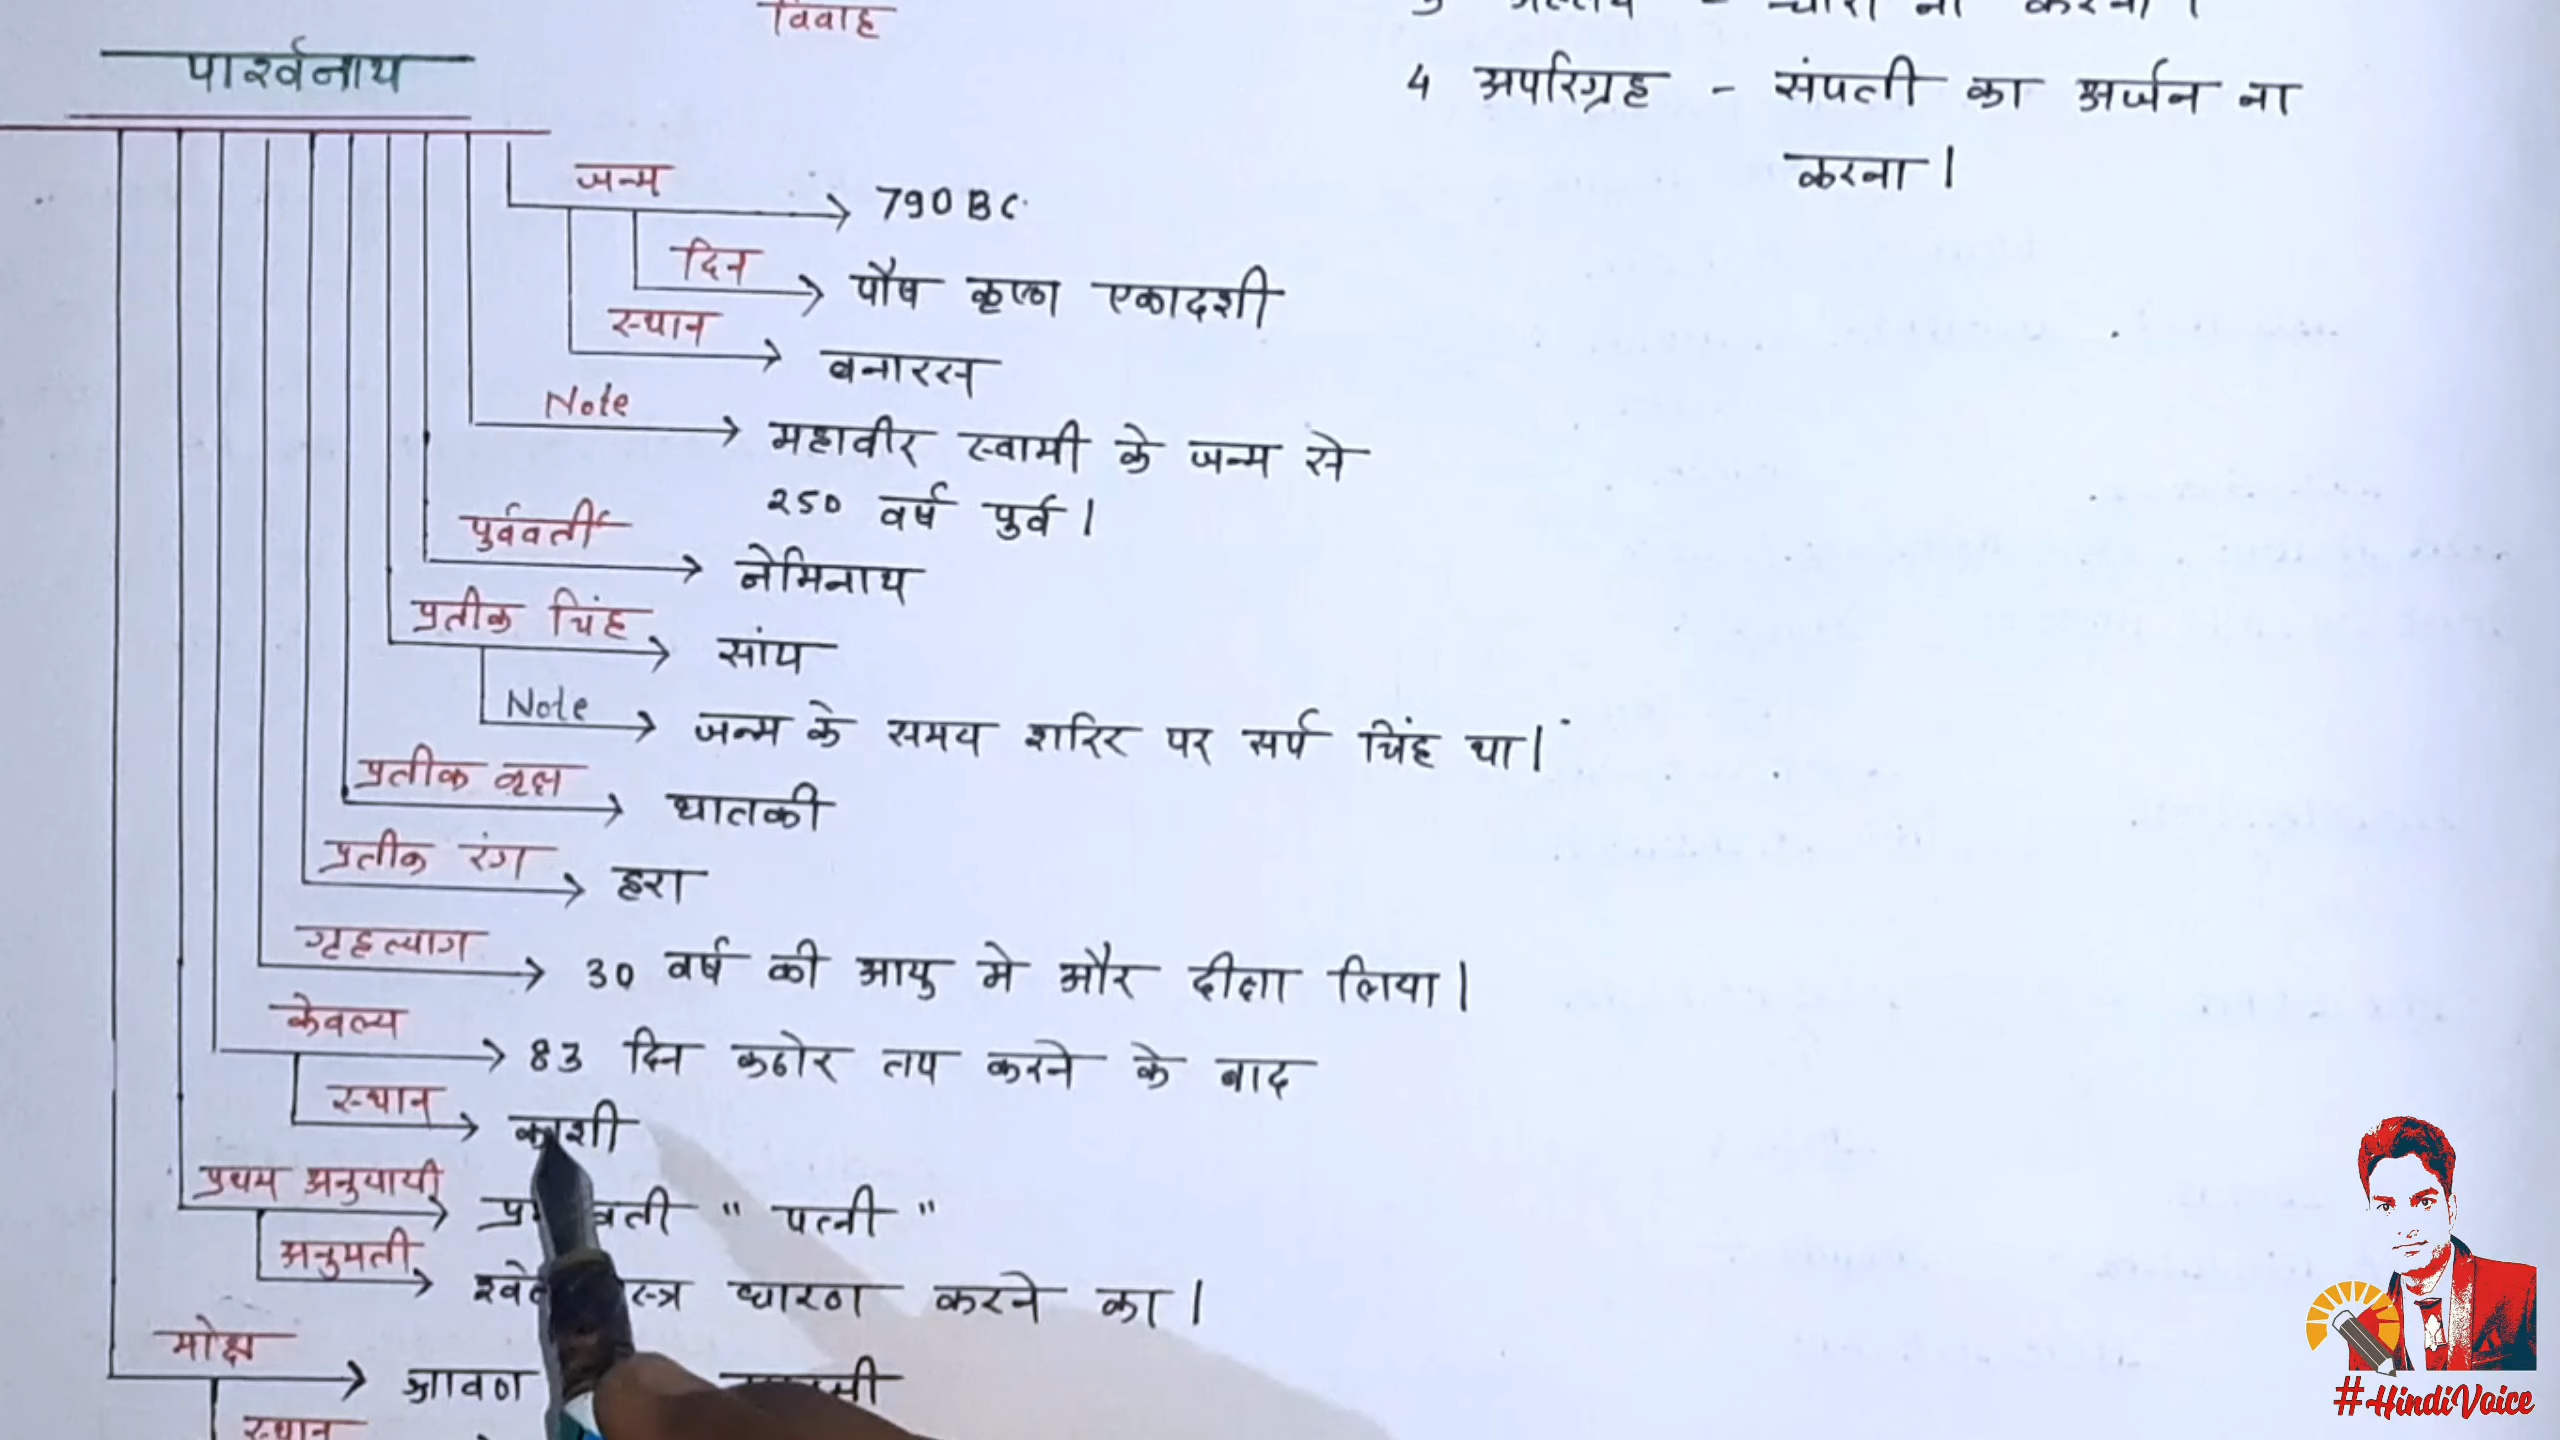 विवाह
पार्श्वनाथ
जन्म
790 BC
दिन
पौष कृष्ण एकादशी
स्थान
बनारस
Note
महावीर स्वामी के जन्म से
250 वर्ष पुर्व ।
पुर्ववर्ती
नेमिनाथ
प्रतीक चिंह
सांप
Note
जन्म के समय शरिर पर सर्प चिंह था ।
प्रतीक वृक्ष
धातकी
प्रतीक रंग
हरा
गृहत्याग
30 वर्ष की आयु मे और दीक्षा लिया ।
केवल्य
83 दिन कठोर तप करने के बाद
स्थान
काशी
प्रथम अनुयायी
" पत्नी "
अनुमती
धारण करने का ।
मोक्ष
श्रावण
स्थान
4 अपरिग्रह - संपत्ती का अर्जन ना
करना ।
#HindiVoice